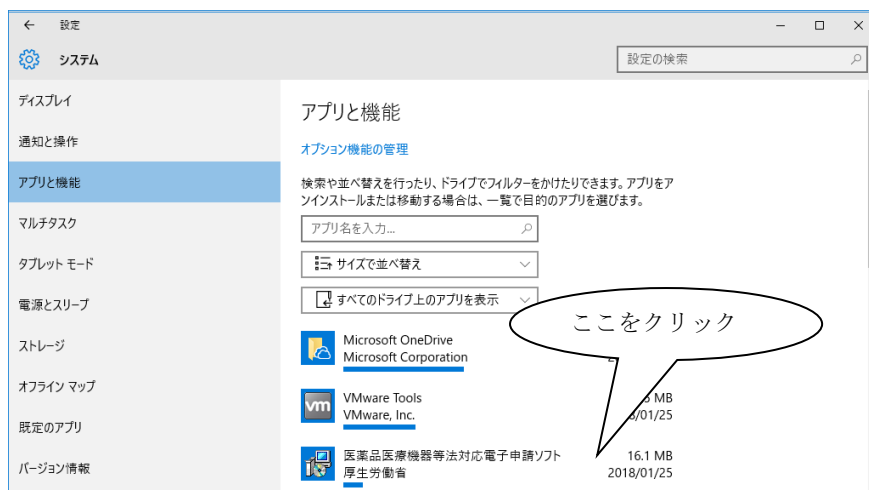 設定
システム
設定の検索
ディスプレイ
通知と操作
アプリと機能
マルチタスク
タブレット モード
電源とスリープ
ストレージ
オフライン マップ
既定のアプリ
バージョン情報
アプリと機能
オプション機能の管理
検索や並べ替えを行ったり、ドライブでフィルターをかけたりできます。アプリをア
ンインストールまたは移動する場合は、一覧で目的のアプリを選びます。
アプリ名を入力...
サイズで並べ替え
すべてのドライブ上のアプリを表示
ここをクリック
Microsoft OneDrive
Microsoft Corporation
vm
VMware Tools
MB
VMware, Inc.
/01/25
医薬品医療機器等法対応電子申請ソフト
16.1 MB
厚生労働省
2018/01/25